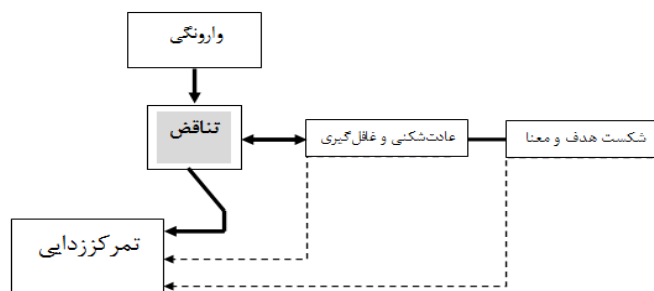 وارونگی
تناقض
عادت‌شکنی و غافل‌گیری
شکست هدف و معنا
تمرکززدایی